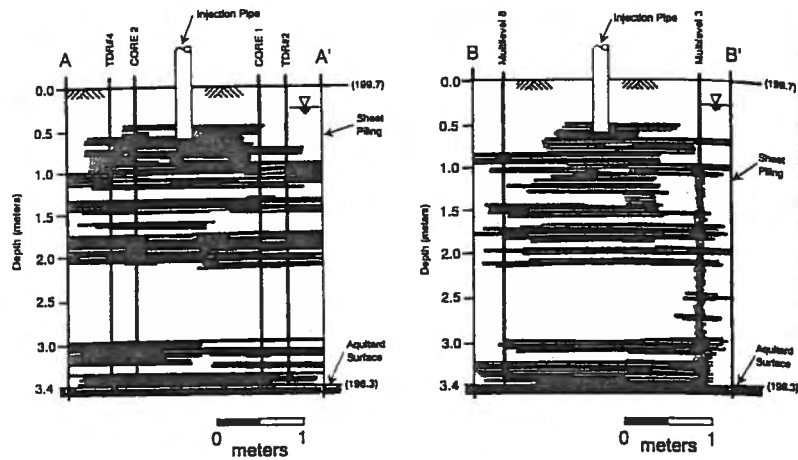 Injection Pipe
A
TDR#4
CORE 2
CORE 1
TDR#2
A'
0.0
(199.7)
0.5
Sheet
Piling
1.0
1.5
Depth (meters)
2.0
2.5
3.0
Aquitard
Surface
3.4
(196.3)
0
1
meters
Injection Pipe
B
Multilevel 8
Multilevel 3
B'
0.0
(199.7)
0.5
1.0
Sheet
Piling
1.5
Depth (meters)
2.0
2.5
3.0
Aquitard
Surface
3.4
(196.3)
0
1
meters